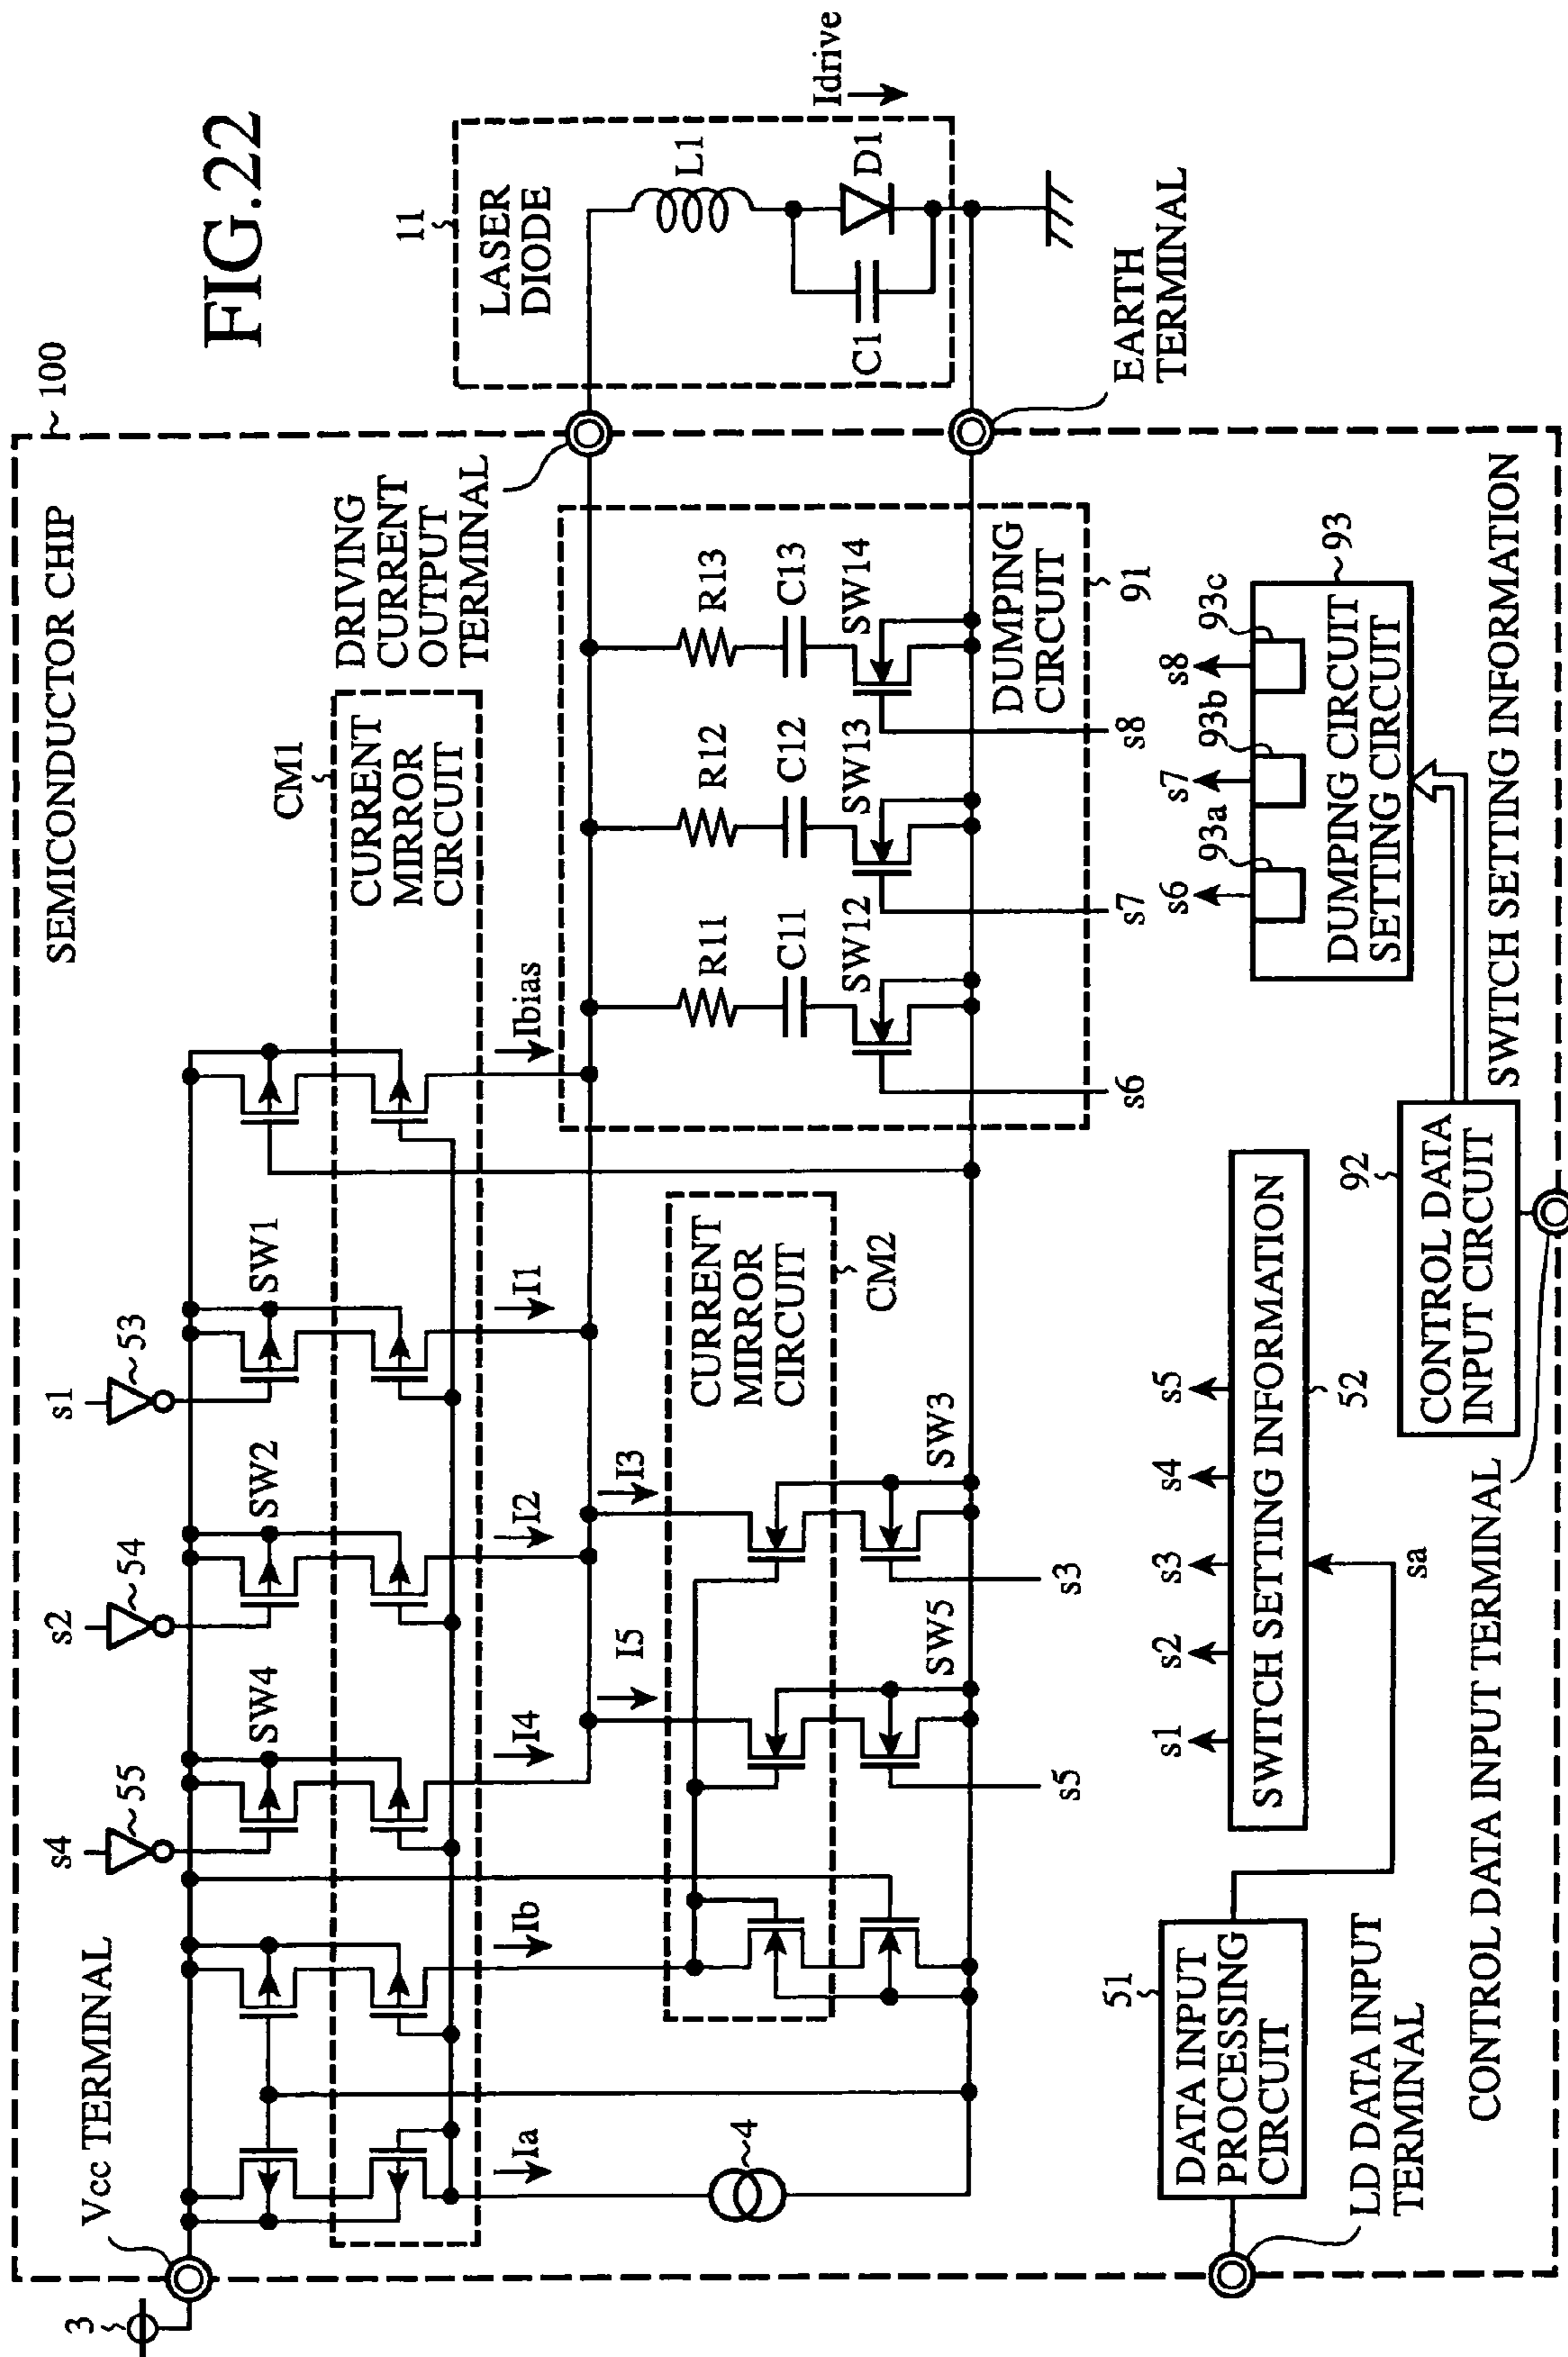 FIG.22
SEMICONDUCTOR CHIP
100
3
Vcc TERMINAL
s4
55
SW4
s2
54
SW2
s1
53
SW1
CM1
CURRENT
MIRROR
CIRCUIT
DRIVING
CURRENT
OUTPUT
TERMINAL
11
LASER
DIODE
L1
C1
D1
Idrive
Ia
Ib
I4
I2
I1
Ibias
I5
I3
4
CURRENT
MIRROR
CIRCUIT
CM2
SW5
SW3
s5
s3
R11
R12
R13
C11
C12
C13
SW12
SW13
SW14
s6
s7
s8
DUMPING
CIRCUIT
91
EARTH
TERMINAL
51
DATA INPUT
PROCESSING
CIRCUIT
LD DATA INPUT
TERMINAL
s1
s2
s3
s4
s5
SWITCH SETTING INFORMATION
52
sa
92
CONTROL DATA
INPUT CIRCUIT
CONTROL DATA INPUT TERMINAL
s6
93a
s7
93b
s8
93c
DUMPING CIRCUIT
SETTING CIRCUIT
93
SWITCH SETTING INFORMATION